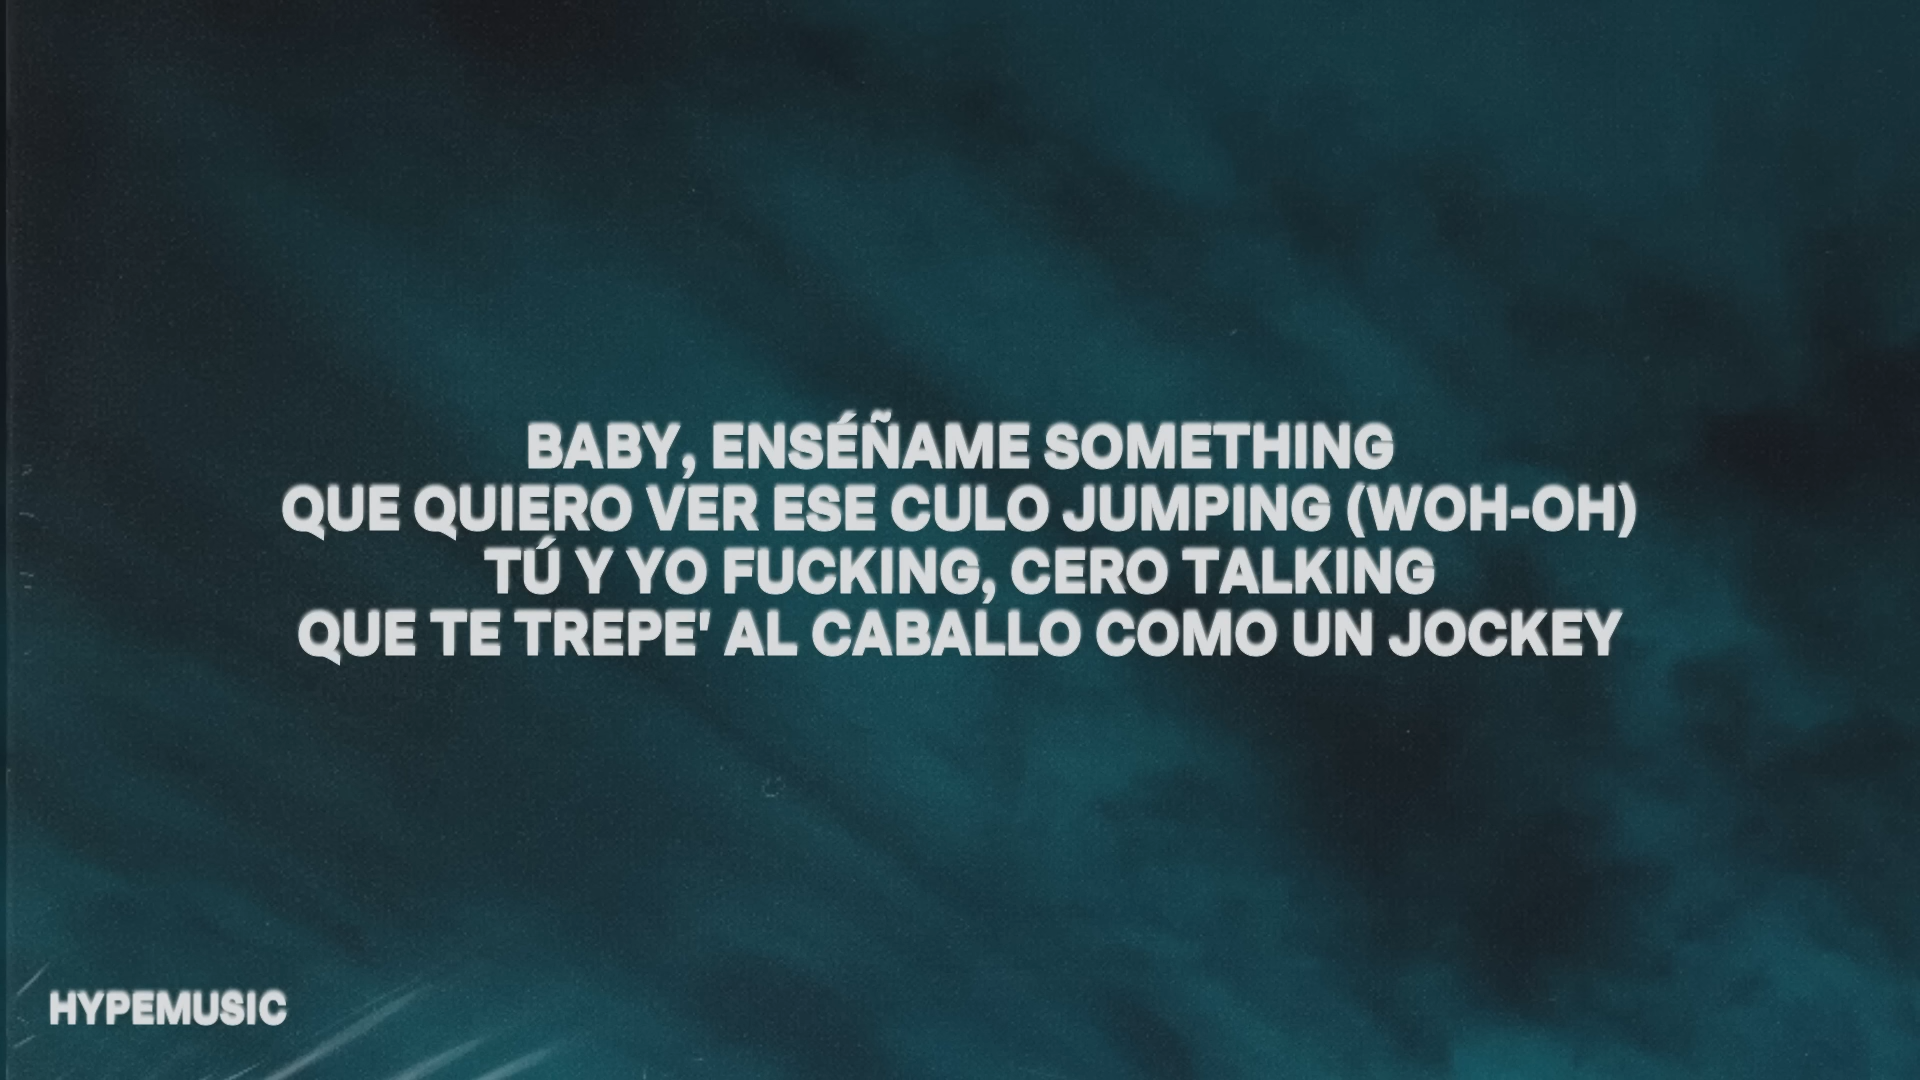 BABY, ENSÉÑAME SOMETHING
QUE QUIERO VER ESE CULO JUMPING (WOH-OH)
TÚ Y YO FUCKING, CERO TALKING
QUE TE TREPE' AL CABALLO COMO UN JOCKEY
HYPEMUSIC